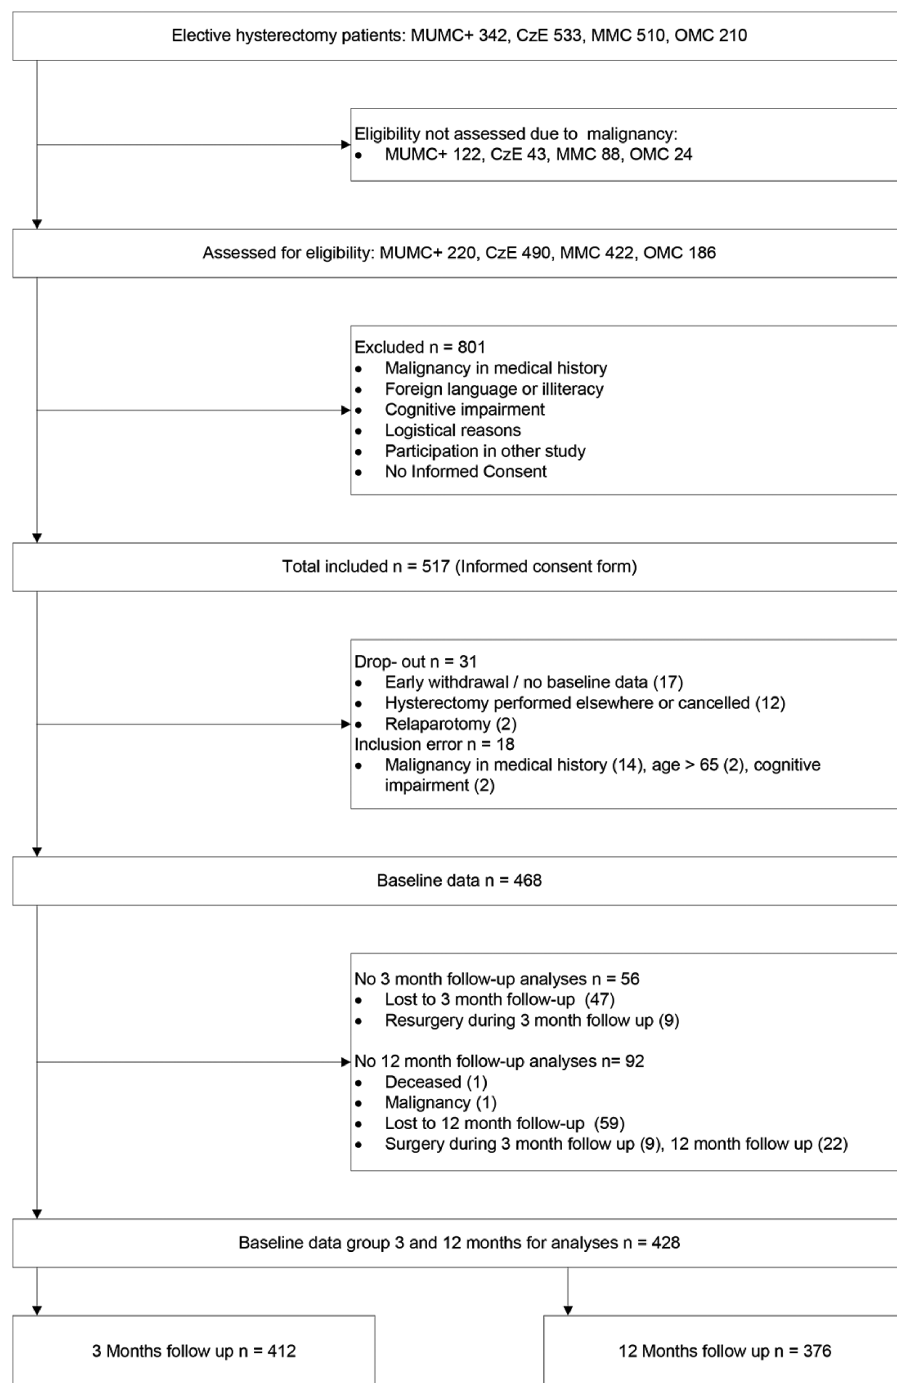 Elective hysterectomy patients: MUMC+ 342, CzE 533, MMC 510, OMC 210
Eligibility not assessed due to malignancy:
• MUMC+ 122, CzE 43, MMC 88, OMC 24
Assessed for eligibility: MUMC+ 220, CzE 490, MMC 422, OMC 186
Excluded n = 801
• Malignancy in medical history
• Foreign language or illiteracy
• Cognitive impairment
• Logistical reasons
• Participation in other study
• No Informed Consent
Total included n = 517 (Informed consent form)
Drop- out n = 31
• Early withdrawal / no baseline data (17)
• Hysterectomy performed elsewhere or cancelled (12)
• Relaparotomy (2)
Inclusion error n = 18
• Malignancy in medical history (14), age > 65 (2), cognitive
impairment (2)
Baseline data n = 468
No 3 month follow-up analyses n = 56
• Lost to 3 month follow-up (47)
• Resurgery during 3 month follow up (9)
No 12 month follow-up analyses n= 92
• Deceased (1)
• Malignancy (1)
• Lost to 12 month follow-up (59)
• Surgery during 3 month follow up (9), 12 month follow up (22)
Baseline data group 3 and 12 months for analyses n = 428
3 Months follow up n = 412
12 Months follow up n = 376